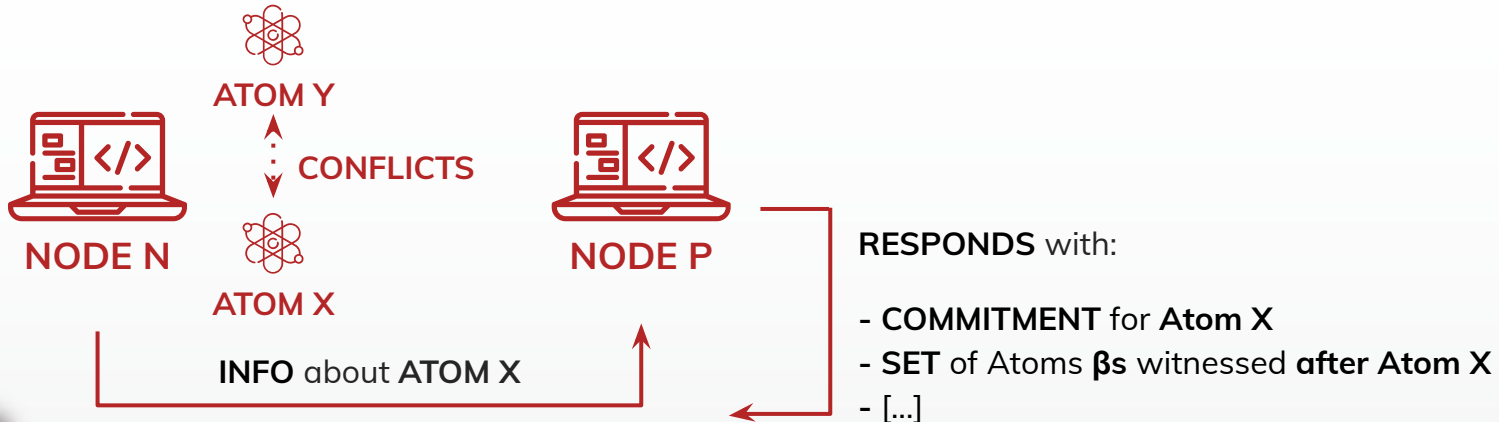 ATOM Y
CONFLICTS
</>
</>
NODE N
NODE P
ATOM X
INFO about ATOM X
RESPONDS with:
- COMMITMENT for Atom X
- SET of Atoms βs witnessed after Atom X
- [...]